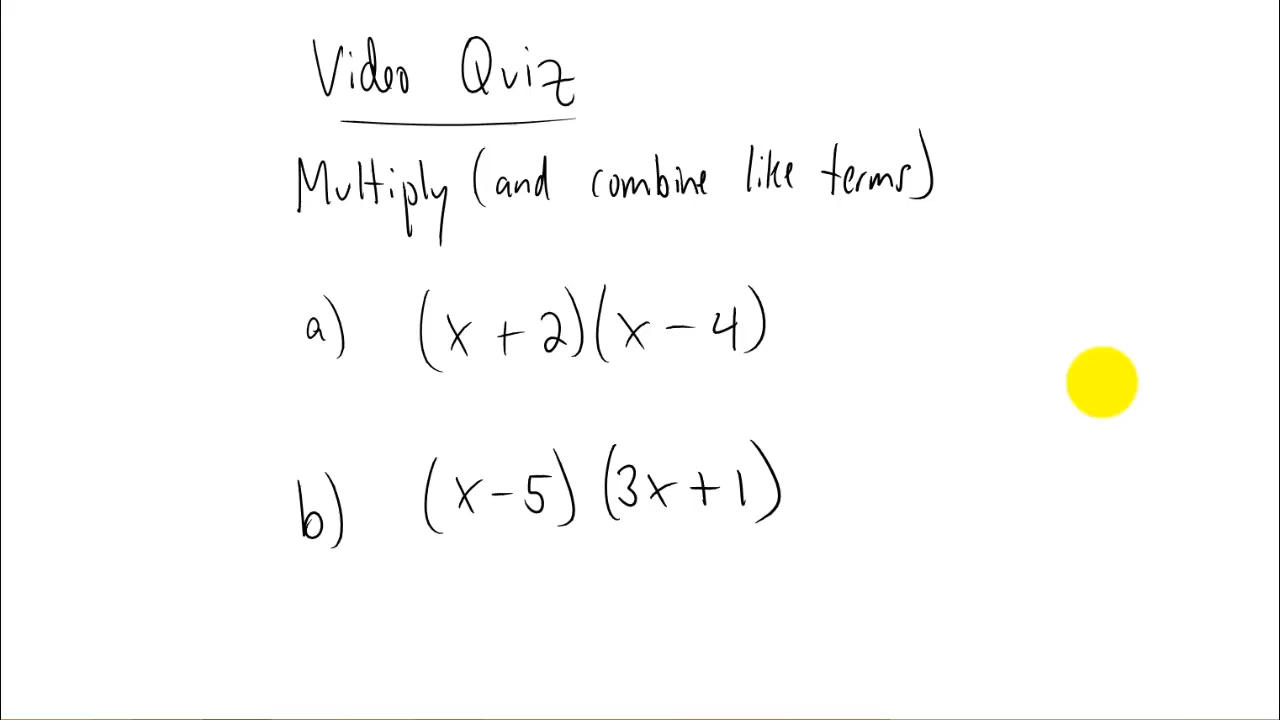 Video Quiz
Multiply (and combine like terms)
a) (x + 2)(x - 4)
b) (x - 5) (3x + 1)